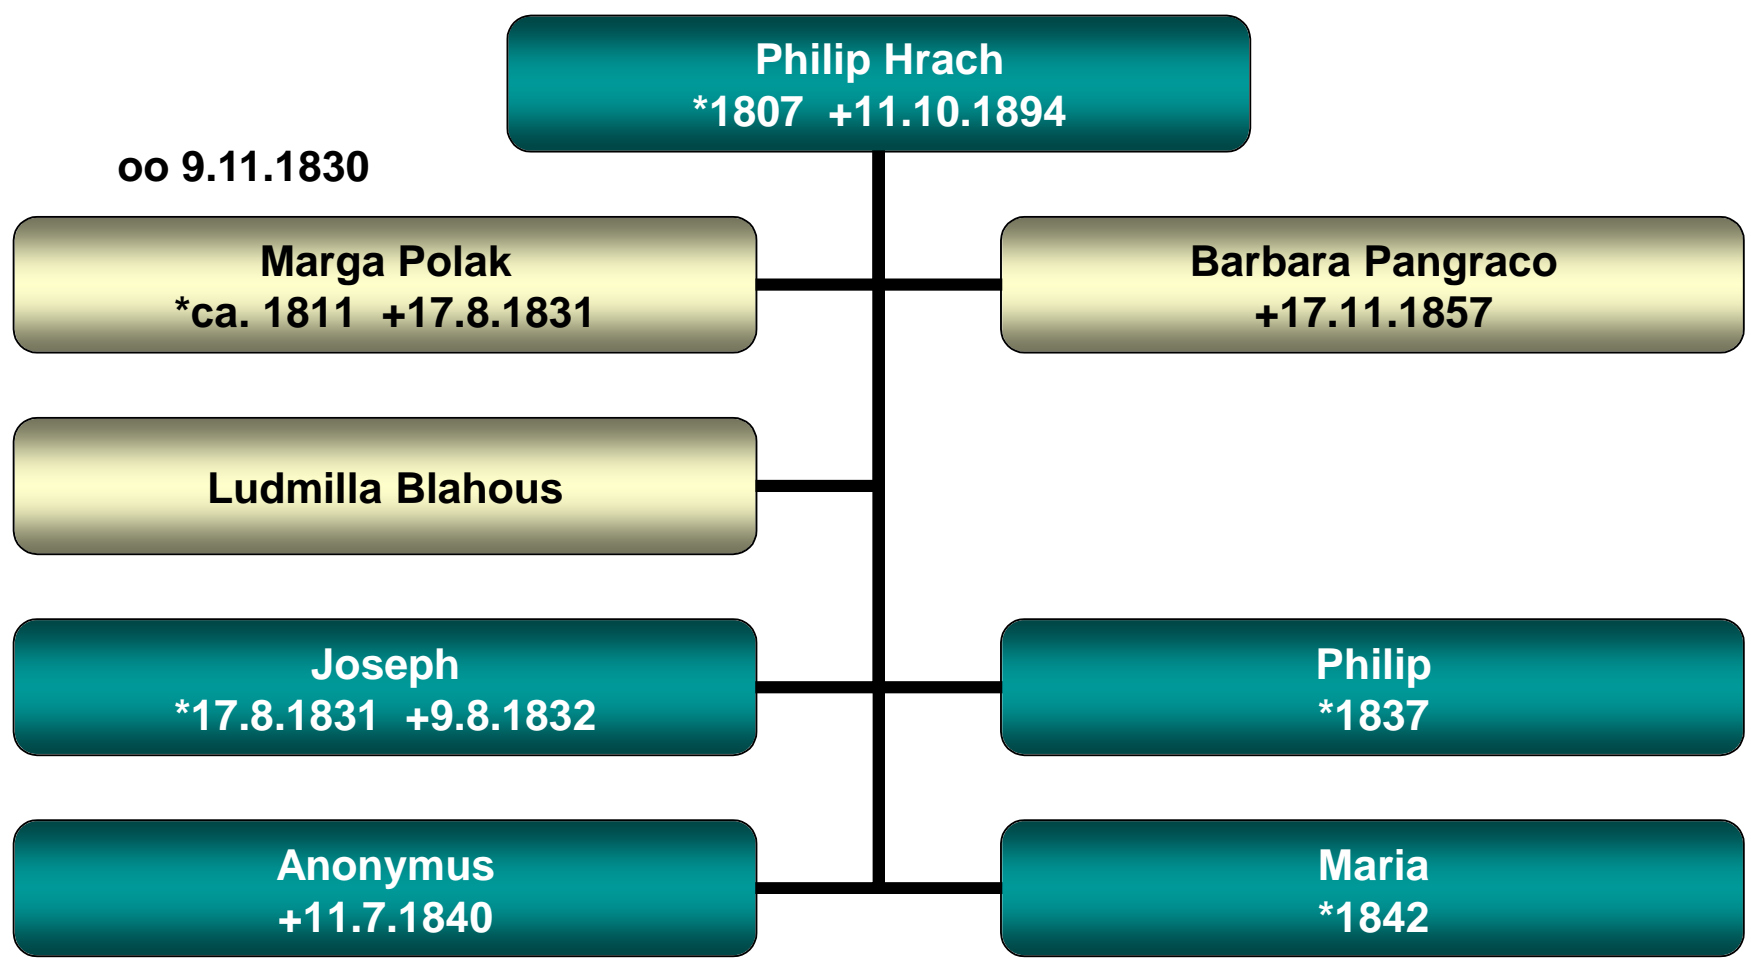 Philip Hrach
*1807 +11.10.1894
oo 9.11.1830
Marga Polak
*ca. 1811 +17.8.1831
Barbara Pangraco
+17.11.1857
Ludmilla Blahous
Joseph
*17.8.1831 +9.8.1832
Philip
*1837
Anonymus
+11.7.1840
Maria
*1842